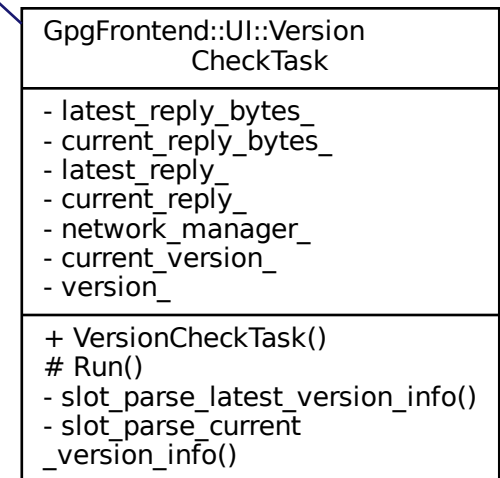 GpgFrontend::UI::Version
CheckTask
- latest_reply_bytes_
- current_reply_bytes_
- latest_reply_
- current_reply_
- network_manager_
- current_version_
- version_
+ VersionCheckTask()
# Run()
- slot_parse_latest_version_info()
- slot_parse_current
_version_info()